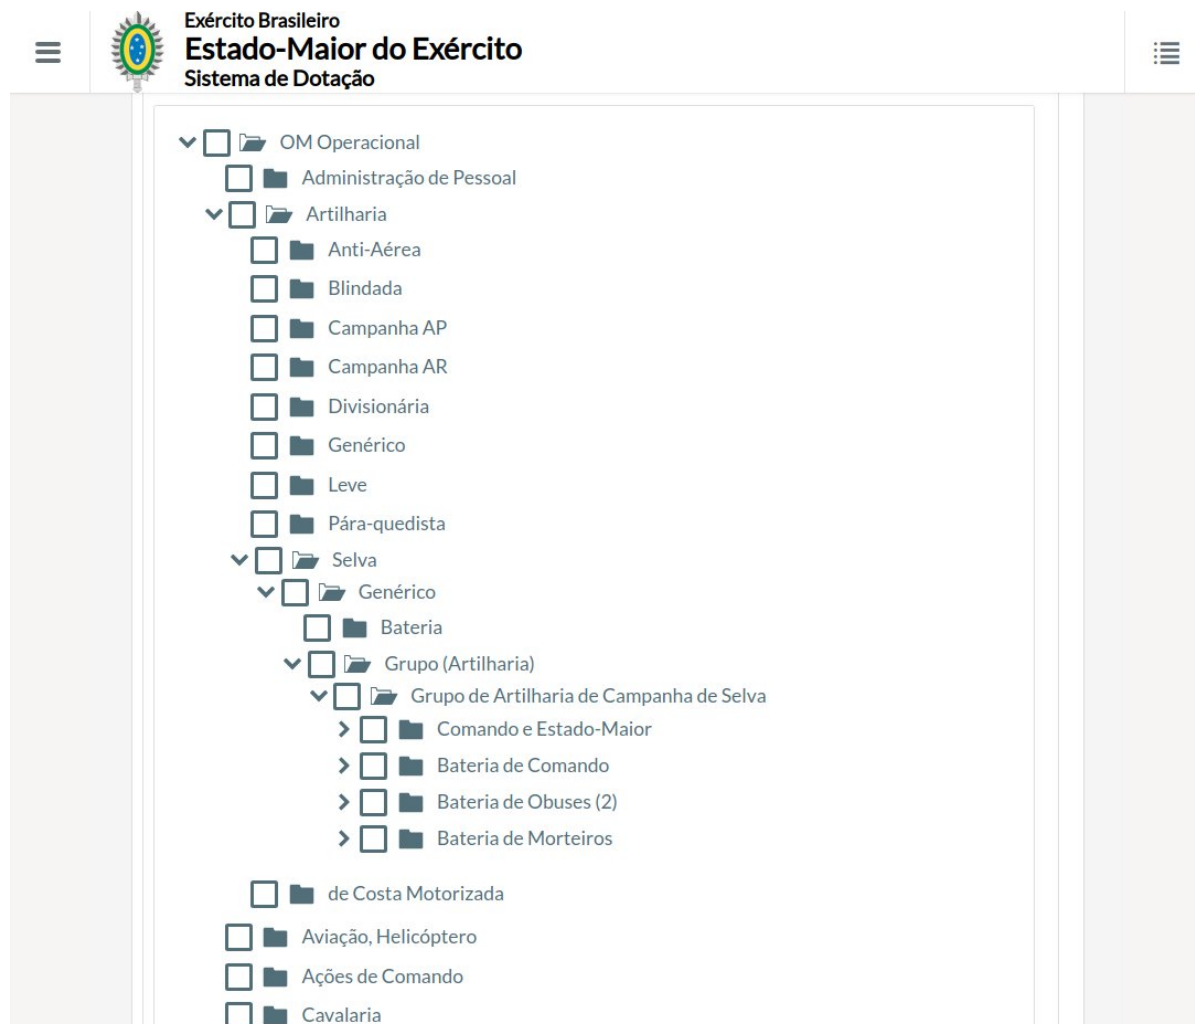 Exército Brasileiro
Estado-Maior do Exército
Sistema de Dotação
OM Operacional
Administração de Pessoal
Artilharia
Anti-Aérea
Blindada
Campanha AP
Campanha AR
Divisionária
Genérico
Leve
Pára-quedista
Selva
Genérico
Bateria
Grupo (Artilharia)
Grupo de Artilharia de Campanha de Selva
Comando e Estado-Maior
Bateria de Comando
Bateria de Obuses (2)
Bateria de Morteiros
de Costa Motorizada
Aviação, Helicóptero
Ações de Comando
Cavalaria